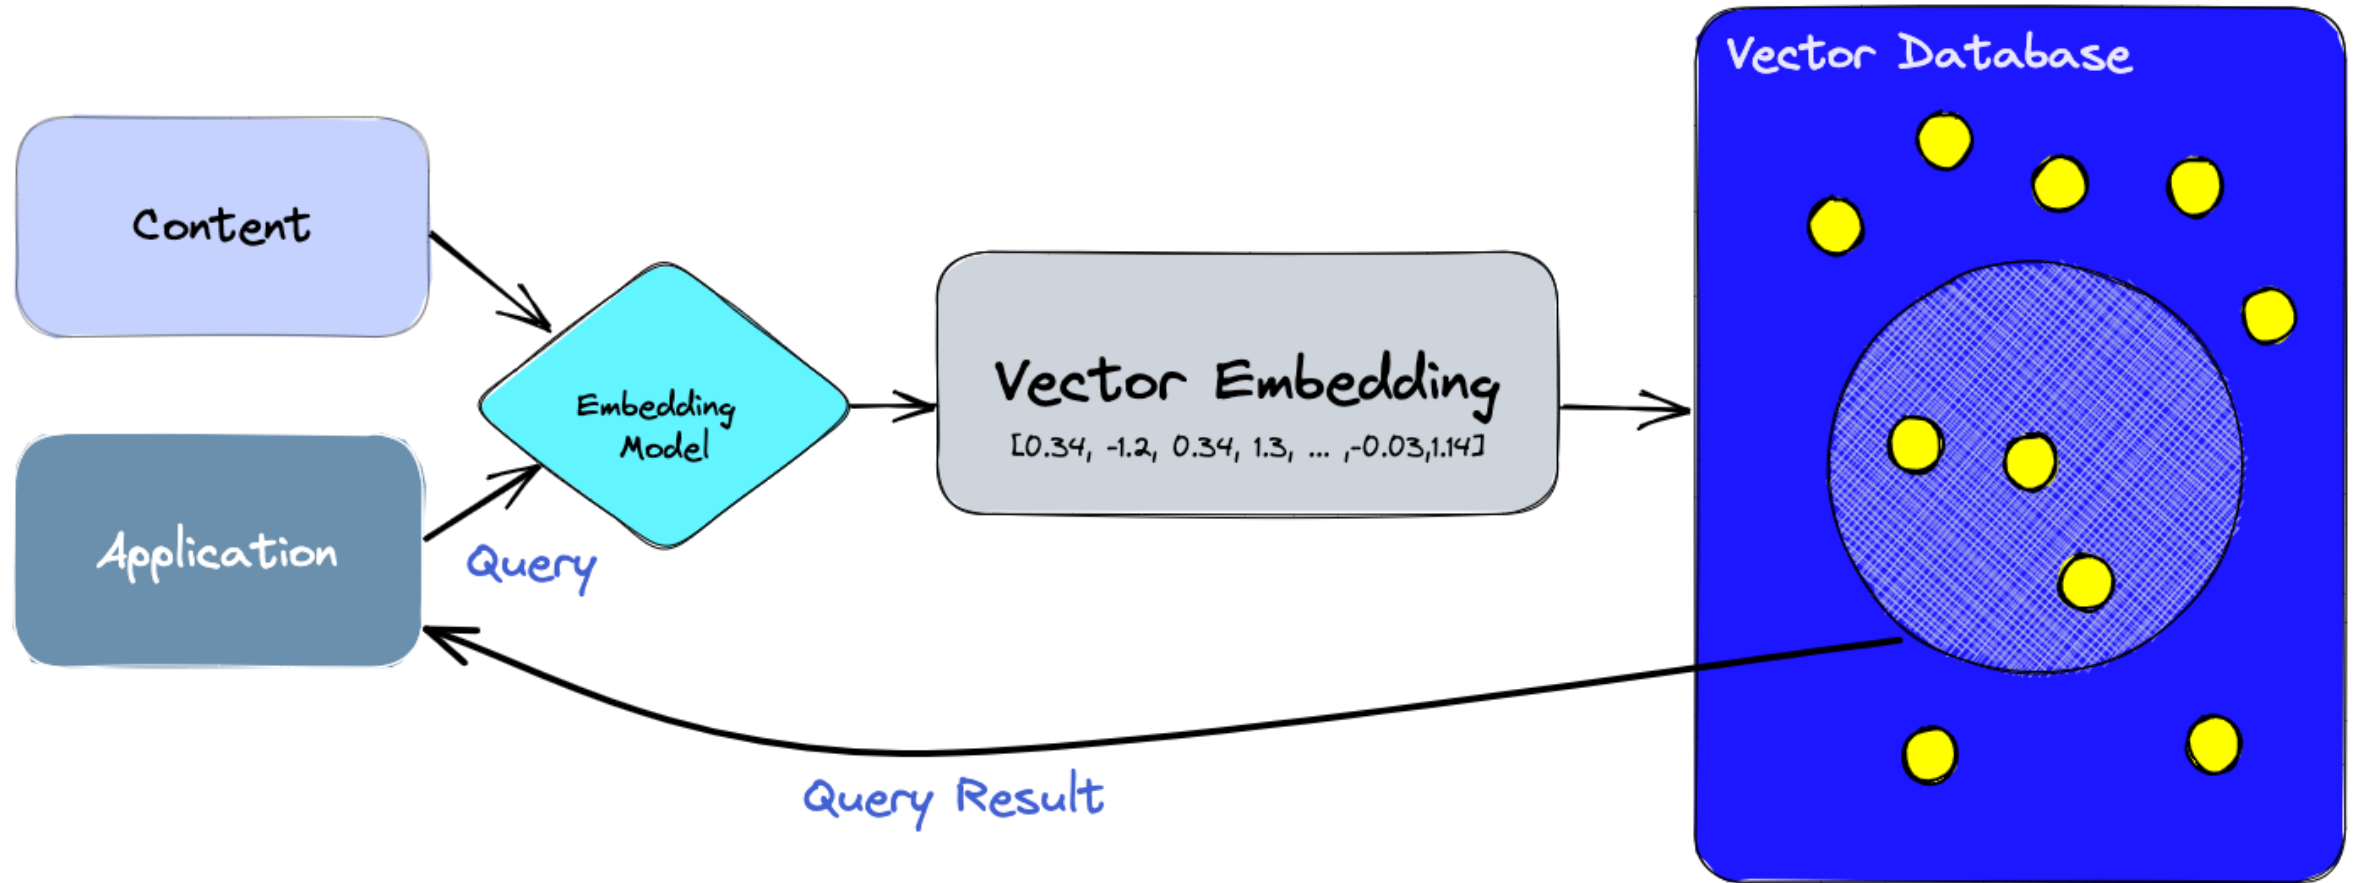 Vector Database
Content
Embedding
Model
Vector Embedding
[0.34, -1.2, 0.34, 1.3, ... ,-0.03,1.14]
Application
Query
Query Result